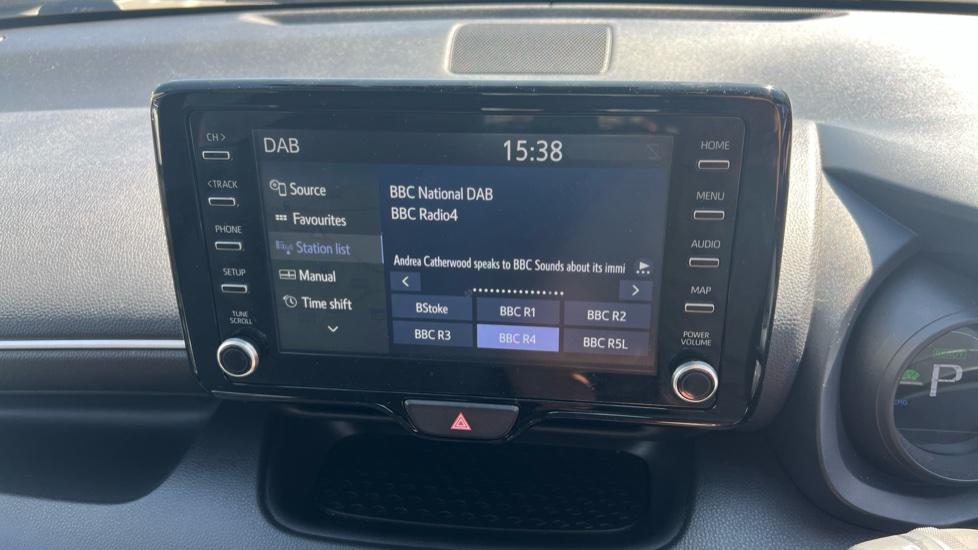 CH >
< TRACK
PHONE
SETUP
TUNE
SCROLL
DAB
15:38
Source
Favourites
Station list
Manual
Time shift
BBC National DAB
BBC Radio4
Andrea Catherwood speaks to BBC Sounds about its immi
BStoke
BBC R1
BBC R2
BBC R3
BBC R4
BBC R5L
HOME
MENU
AUDIO
MAP
POWER
VOLUME
READY
P